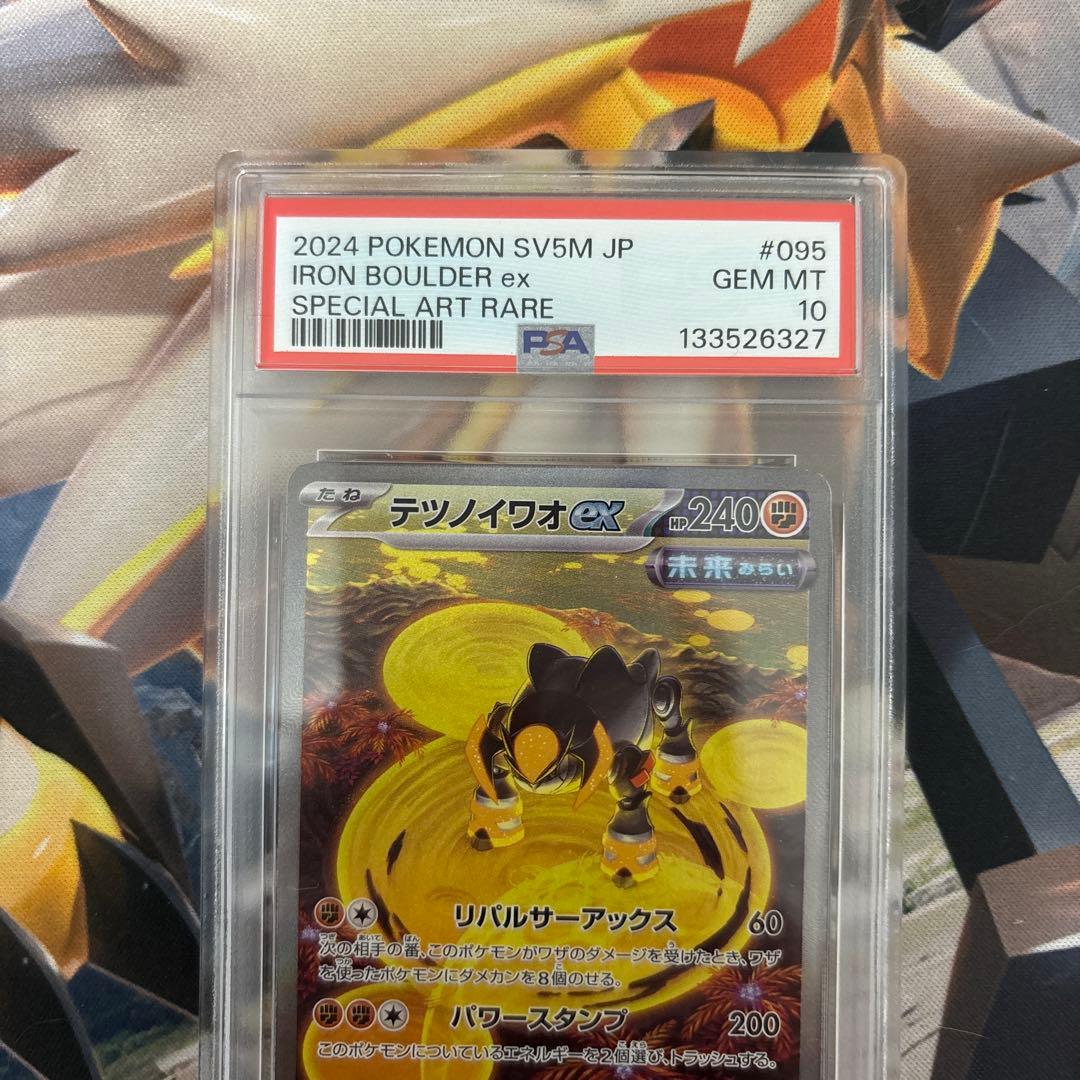 2024 POKEMON SV5M JP #095
IRON BOULDER ex GEM MT
SPECIAL ART RARE 10
PSA 133526327
たね テツノイワオex HP240
未来 みらい
リパルサーアックス 60
次の相手の番、このポケモンがワザのダメージを受けたとき、ワザ
を使ったポケモンにダメカンを8個のせる。
パワースタンプ 200
このポケモンについているエネルギーを2個選び、トラッシュする。